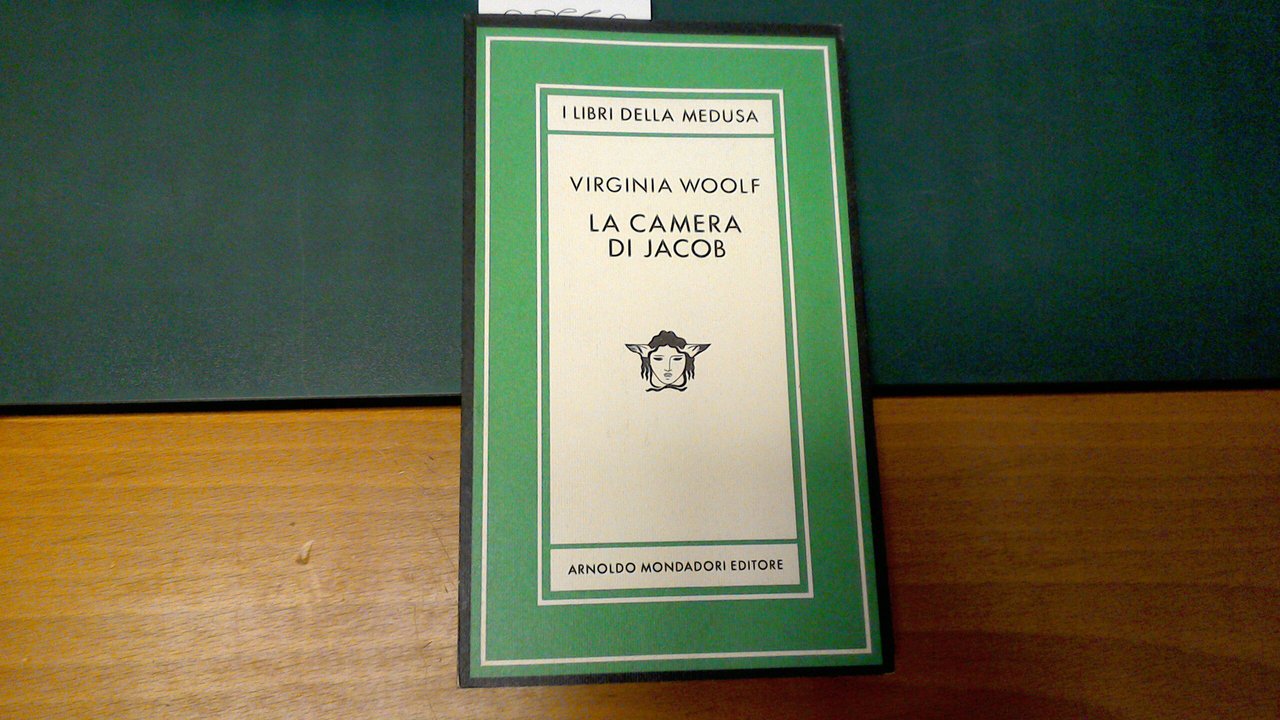 I LIBRI DELLA MEDUSA
VIRGINIA WOOLF
LA CAMERA
DI JACOB
ARNOLDO MONDADORI EDITORE